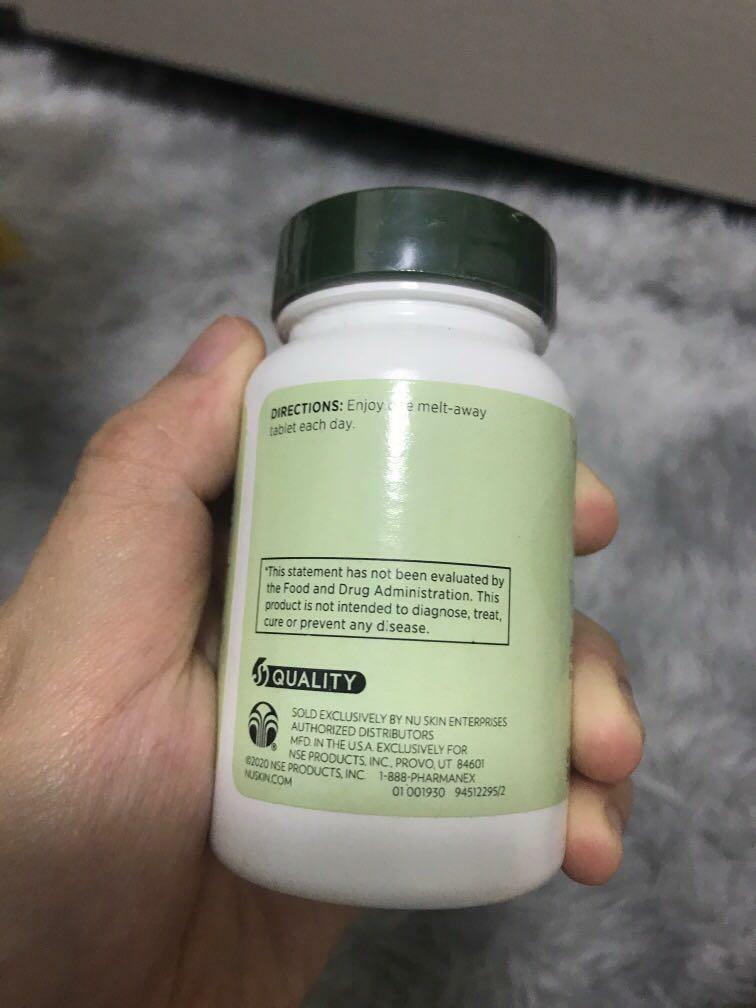 DIRECTIONS: Enjoy melt-away
tablet each day.
*This statement has not been evaluated by
the Food and Drug Administration. This
product is not intended to diagnose, treat,
cure or prevent any disease.
6S QUALITY
SOLD EXCLUSIVELY BY NU SKIN ENTERPRISES
AUTHORIZED DISTRIBUTORS
MFD. IN THE U.S.A. EXCLUSIVELY FOR
NSE PRODUCTS, INC., PROVO, UT 84601
©2020 NSE PRODUCTS, INC. 1-888-PHARMANEX
NUSKIN.COM
01 001930 94512295/2